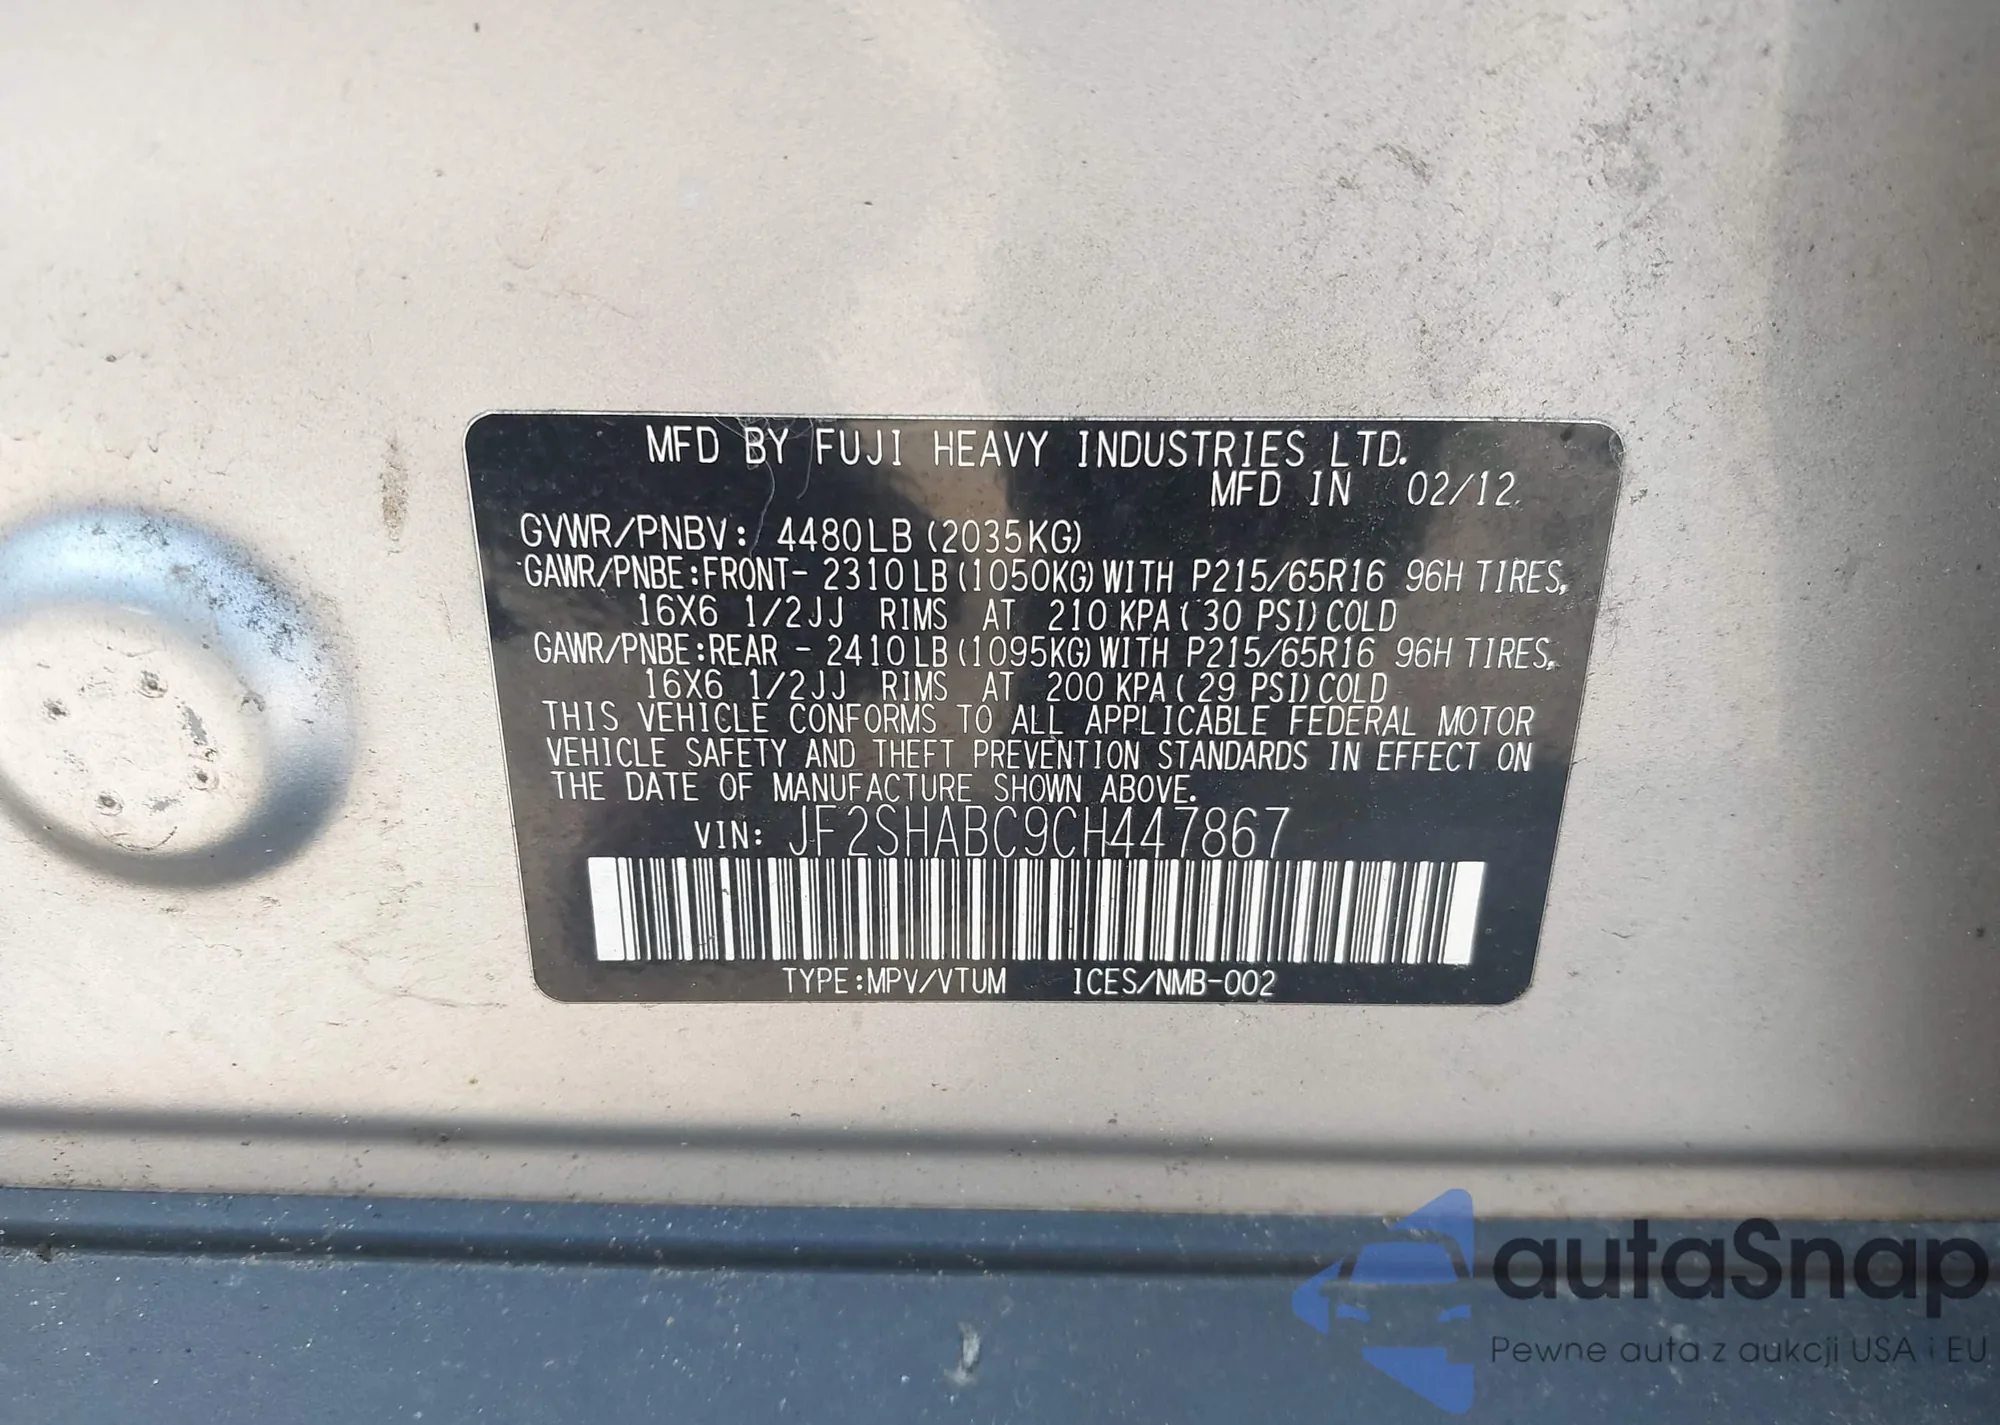 MFD BY FUJI HEAVY INDUSTRIES LTD.
MFD IN 02/12
GVWR/PNBV: 4480LB (2035KG)
GAWR/PNBE:FRONT- 2310LB(1050KG)WITH P215/65R16 96H TIRES,
16X6 1/2JJ RIMS AT 210 KPA( 30 PSI)COLD
GAWR/PNBE:REAR - 2410LB(1095KG)WITH P215/65R16 96H TIRES,
16X6 1/2JJ RIMS AT 200 KPA( 29 PSI)COLD
THIS VEHICLE CONFORMS TO ALL APPLICABLE FEDERAL MOTOR
VEHICLE SAFETY AND THEFT PREVENTION STANDARDS IN EFFECT ON
THE DATE OF MANUFACTURE SHOWN ABOVE.
VIN: JF2SHABC9CH447867
TYPE:MPV/VTUM ICES/NMB-002
autaSnap
Pewne auta z aukcji USA i EU